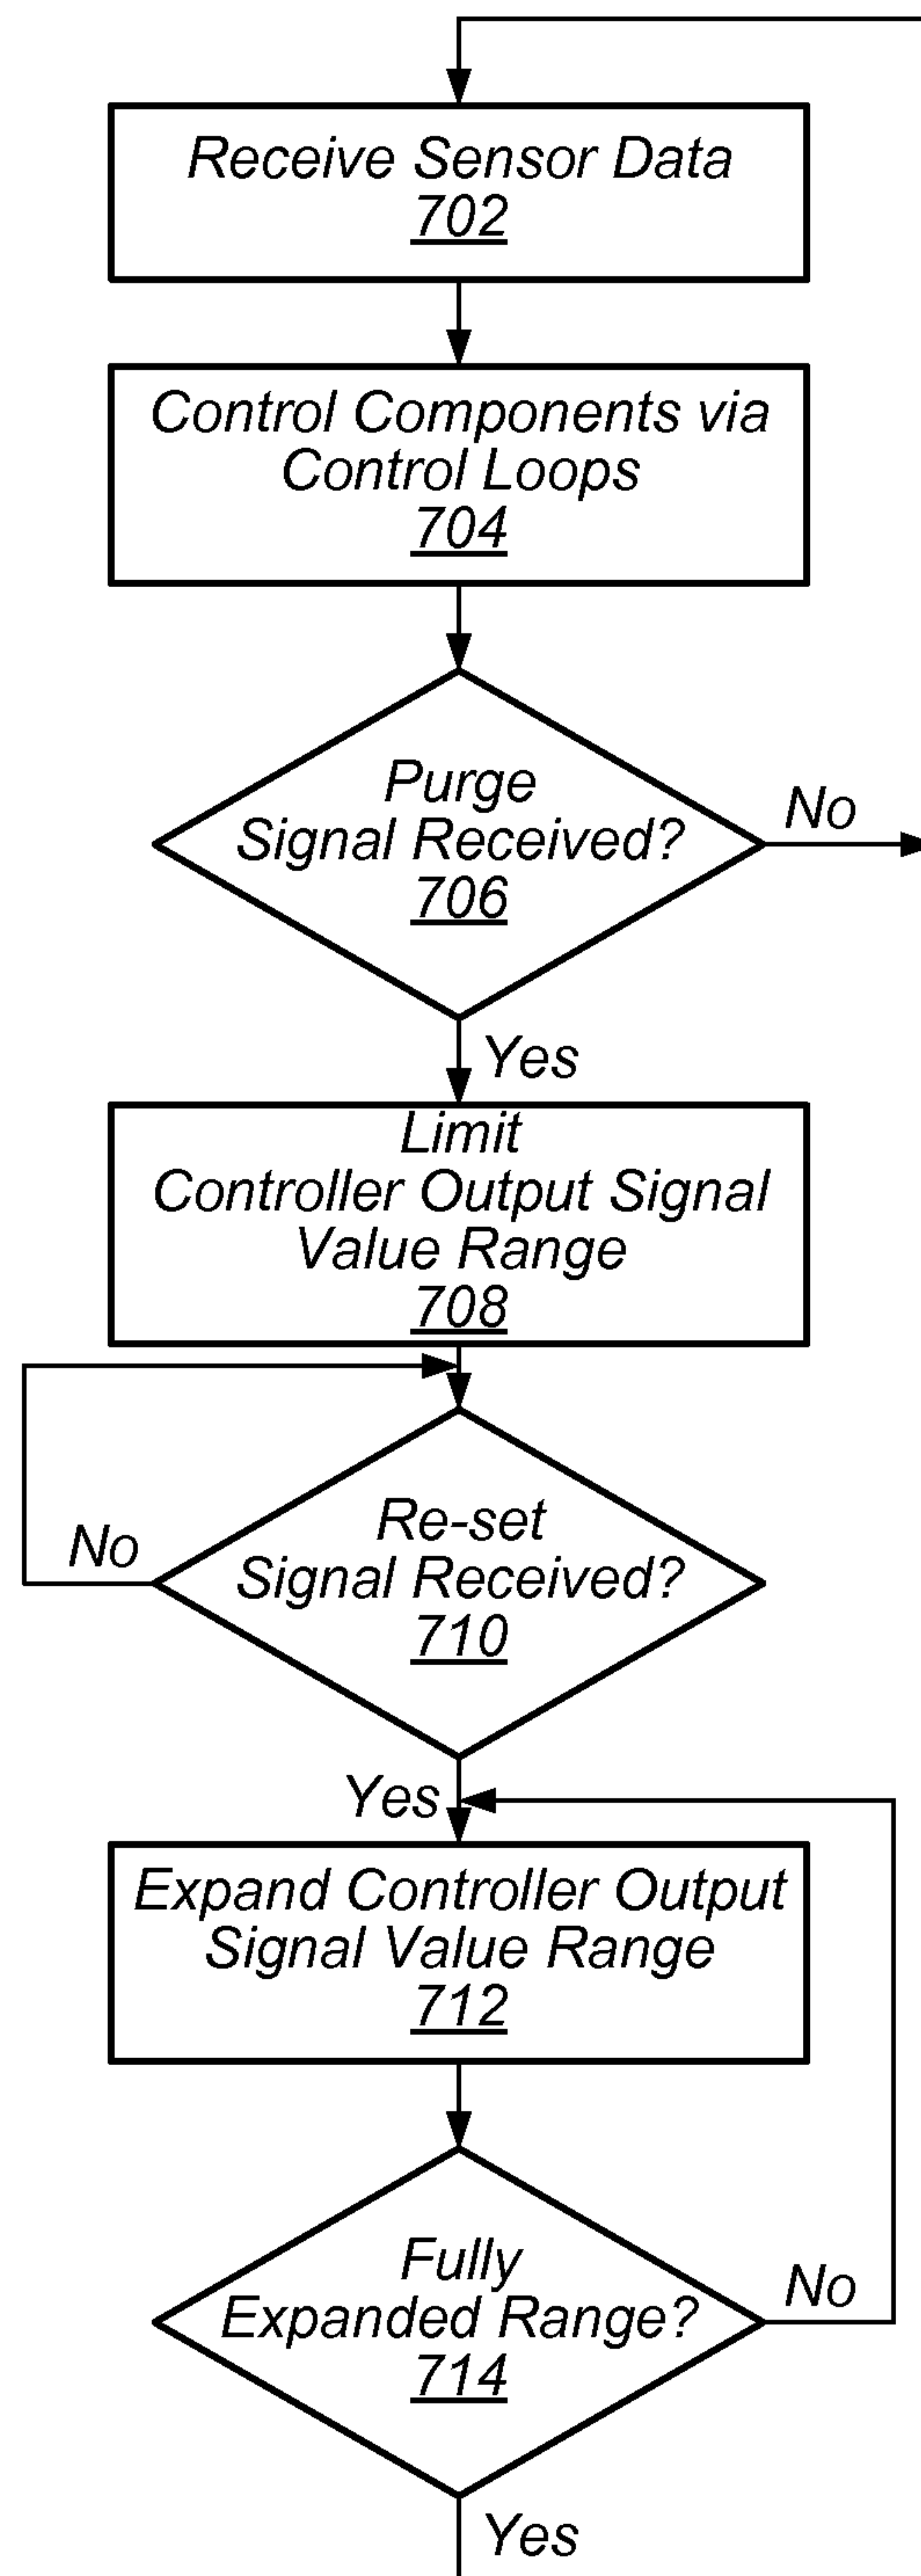 Receive Sensor Data
702
Control Components via
Control Loops
704
Purge
Signal Received?
706
No
Yes
Limit
Controller Output Signal
Value Range
708
Re-set
Signal Received?
710
No
Yes
Expand Controller Output
Signal Value Range
712
Fully
Expanded Range?
714
No
Yes